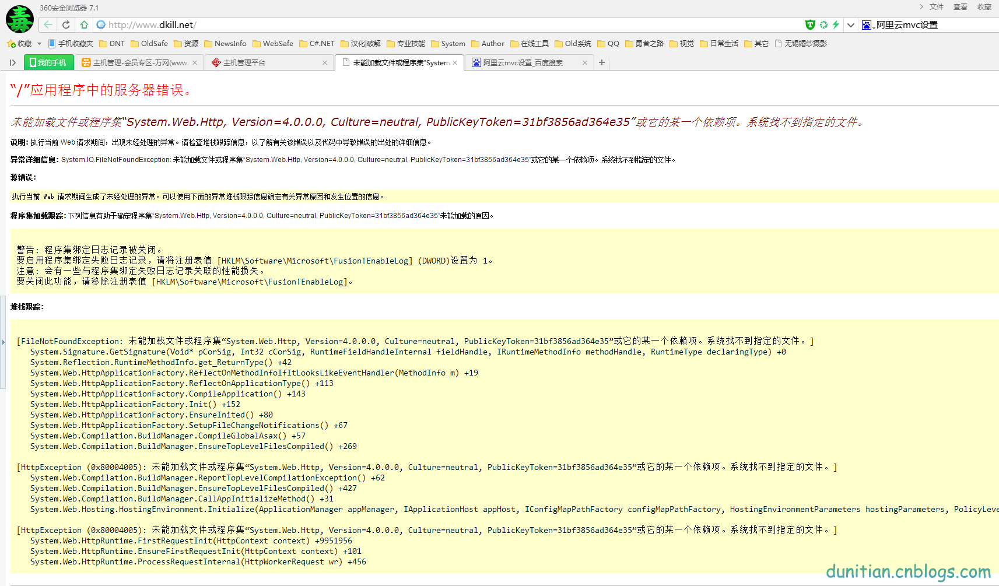 360安全浏览器 7.1
文件 查看 收藏
http://www.dkill.net/
阿里云mvc设置
收藏 手机收藏夹 DNT OldSafe 资源 NewsInfo WebSafe C#.NET 汉化|破解 专业技能 System Author 在线工具 Old系统 QQ 勇者之路 视觉 日常生活 其它 无锡婚纱摄影
我的手机 主机管理-会员专区-万网(www. 主机管理平台 未能加载文件或程序集“System 阿里云mvc设置_百度搜索
“/”应用程序中的服务器错误。
未能加载文件或程序集“System.Web.Http, Version=4.0.0.0, Culture=neutral, PublicKeyToken=31bf3856ad364e35”或它的某一个依赖项。系统找不到指定的文件。
说明: 执行当前 Web 请求期间，出现未经处理的异常。请检查堆栈跟踪信息，以了解有关该错误以及代码中导致错误的出处的详细信息。
异常详细信息: System.IO.FileNotFoundException: 未能加载文件或程序集“System.Web.Http, Version=4.0.0.0, Culture=neutral, PublicKeyToken=31bf3856ad364e35”或它的某一个依赖项。系统找不到指定的文件。
源错误:
执行当前 Web 请求期间生成了未经处理的异常。可以使用下面的异常堆栈跟踪信息确定有关异常原因和发生位置的信息。
程序集加载跟踪: 下列信息有助于确定程序集“System.Web.Http, Version=4.0.0.0, Culture=neutral, PublicKeyToken=31bf3856ad364e35”未能加载的原因。
警告: 程序集绑定日志记录被关闭。
要启用程序集绑定失败日志记录，请将注册表值 [HKLM\Software\Microsoft\Fusion!EnableLog] (DWORD)设置为 1。
注意: 会有一些与程序集绑定失败日志记录关联的性能损失。
要关闭此功能，请移除注册表值 [HKLM\Software\Microsoft\Fusion!EnableLog]。
堆栈跟踪:
[FileNotFoundException: 未能加载文件或程序集“System.Web.Http, Version=4.0.0.0, Culture=neutral, PublicKeyToken=31bf3856ad364e35”或它的某一个依赖项。系统找不到指定的文件。]
System.Signature.GetSignature(Void* pCorSig, Int32 cCorSig, RuntimeFieldHandleInternal fieldHandle, IRuntimeMethodInfo methodHandle, RuntimeType declaringType) +0
System.Reflection.RuntimeMethodInfo.get_ReturnType() +42
System.Web.HttpApplicationFactory.ReflectOnMethodInfoIfItLooksLikeEventHandler(MethodInfo m) +19
System.Web.HttpApplicationFactory.ReflectOnApplicationType() +113
System.Web.HttpApplicationFactory.CompileApplication() +143
System.Web.HttpApplicationFactory.Init() +152
System.Web.HttpApplicationFactory.EnsureInited() +80
System.Web.HttpApplicationFactory.SetupFileChangeNotifications() +67
System.Web.Compilation.BuildManager.CompileGlobalAsax() +57
System.Web.Compilation.BuildManager.EnsureTopLevelFilesCompiled() +269
[HttpException (0x80004005): 未能加载文件或程序集“System.Web.Http, Version=4.0.0.0, Culture=neutral, PublicKeyToken=31bf3856ad364e35”或它的某一个依赖项。系统找不到指定的文件。]
System.Web.Compilation.BuildManager.ReportTopLevelCompilationException() +62
System.Web.Compilation.BuildManager.EnsureTopLevelFilesCompiled() +427
System.Web.Compilation.BuildManager.CallAppInitializeMethod() +31
System.Web.Hosting.HostingEnvironment.Initialize(ApplicationManager appManager, IApplicationHost appHost, IConfigMapPathFactory configMapPathFactory, HostingEnvironmentParameters hostingParameters, PolicyLeve
[HttpException (0x80004005): 未能加载文件或程序集“System.Web.Http, Version=4.0.0.0, Culture=neutral, PublicKeyToken=31bf3856ad364e35”或它的某一个依赖项。系统找不到指定的文件。]
System.Web.HttpRuntime.FirstRequestInit(HttpContext context) +9951956
System.Web.HttpRuntime.EnsureFirstRequestInit(HttpContext context) +101
System.Web.HttpRuntime.ProcessRequestInternal(HttpWorkerRequest wr) +456
dunitian.cnblogs.com
毒